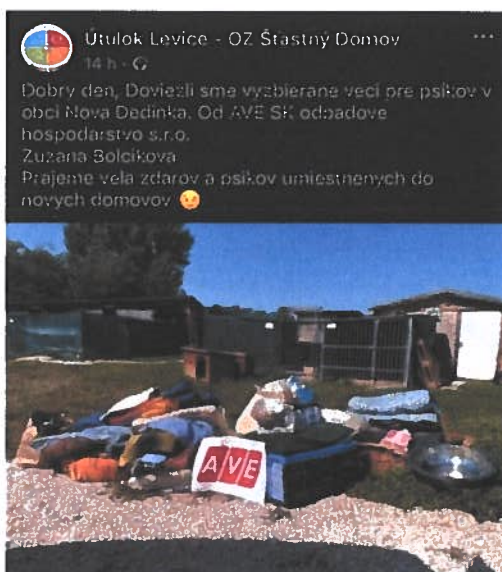 Útulok Levice - OZ Šťastný Domov
14 h
Dobry den, Doviezli sme vyzbierane veci pre psikov v
obci Nova Dedinka. Od AVE SK odpadove
hospodarstvo s.r.o.
Zuzana Bolcikova
Prajeme vela zdarov a psikov umiestnenych do
novych domovov 😉
AVE